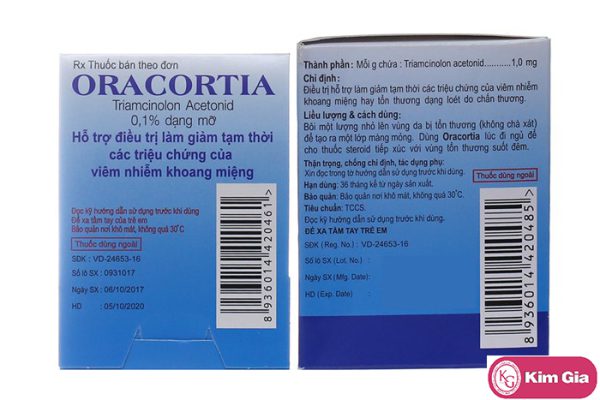 Rx Thuốc bán theo đơn
ORACORTIA
Triamcinolon Acetonid
0,1% dạng mỡ
Hỗ trợ điều trị làm giảm tạm thời
các triệu chứng của
viêm nhiễm khoang miệng
Đọc kỹ hướng dẫn sử dụng trước khi dùng
Để xa tầm tay của trẻ em
Bảo quản nơi khô mát, không quá 30°C
Thuốc dùng ngoài
SĐK : VD-24653-16
Số lô SX : 0931017
Ngày SX : 06/10/2017
HD : 05/10/2020
8936014420461>
Thành phần: Mỗi g chứa : Triamcinolon acetonid...........1,0 mg
Chỉ định:
Điều trị hỗ trợ làm giảm tạm thời các triệu chứng của viêm nhiễm
khoang miệng hay tổn thương dạng loét do chấn thương.
Liều lượng & cách dùng:
Bôi một lượng nhỏ lên vùng da bị tổn thương (không chà xát)
để tạo ra một lớp màng mỏng. Dùng Oracortia lúc đi ngủ để
cho thuốc steroid tiếp xúc với vùng tổn thương suốt đêm.
Thận trọng, chống chỉ định, tác dụng phụ:
Xin đọc trong tờ hướng dẫn sử dụng.
Thuốc dùng ngoài
Hạn dùng: 36 tháng kể từ ngày sản xuất.
Bảo quản: Bảo quản nơi khô mát, không quá 30°C
Tiêu chuẩn: TCCS.
Đọc kỹ hướng dẫn sử dụng trước khi dùng.
ĐỂ XA TẦM TAY TRẺ EM
SĐK (Reg. No.) : VD-24653-16
Số lô SX (Lot. No.) :
Ngày SX (Mfg. Date):
HD (Exp. Date) :
8936014420485>
KG
Kim Gia